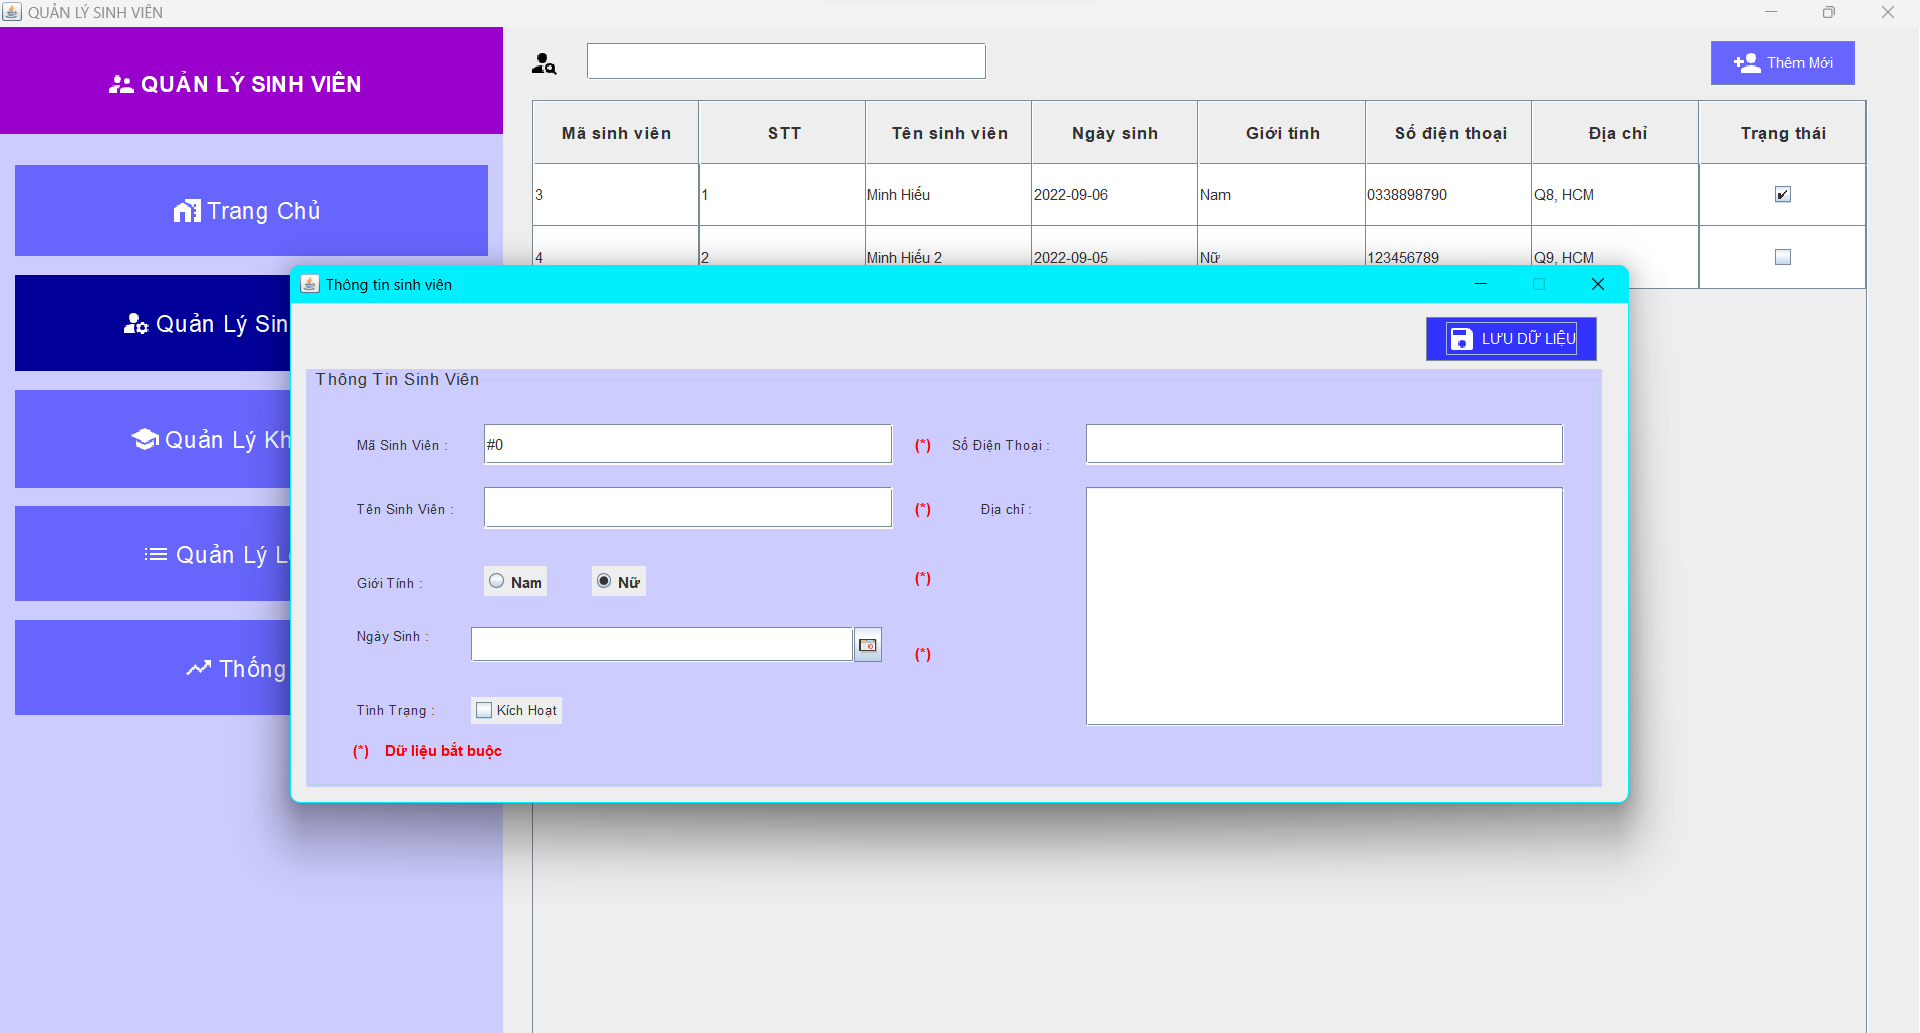 QUẢN LÝ SINH VIÊN
QUẢN LÝ SINH VIÊN
Thêm Mới
Mã sinh viên STT Tên sinh viên Ngày sinh Giới tính Số điện thoại Địa chỉ Trạng thái
3 1 Minh Hiếu 2022-09-06 Nam 0338898790 Q8, HCM
4 2 Minh Hiếu 2 2022-09-05 Nữ 123456789 Q9, HCM
Trang Chủ
Quản Lý Sin
Quản Lý Kh
Quản Lý L
Thống
Thông tin sinh viên
LƯU DỮ LIỆU
Thông Tin Sinh Viên
Mã Sinh Viên : #0 (*) Số Điện Thoại :
Tên Sinh Viên : (*) Địa chỉ :
Giới Tính : Nam Nữ (*)
Ngày Sinh : (*)
Tình Trạng : Kích Hoạt
(*) Dữ liệu bắt buộc